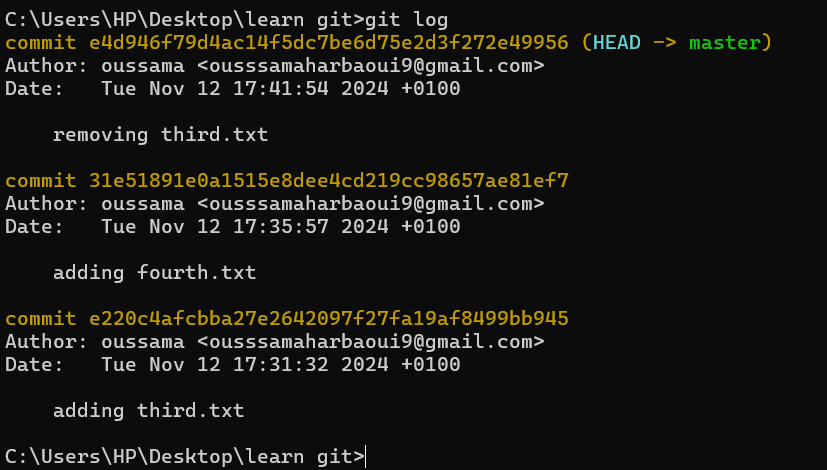 C:\Users\HP\Desktop\learn git>git log
commit e4d946f79d4ac14f5dc7be6d75e2d3f272e49956 (HEAD -> master)
Author: oussama <ousssamaharbaoui9@gmail.com>
Date:   Tue Nov 12 17:41:54 2024 +0100
    removing third.txt
commit 31e51891e0a1515e8dee4cd219cc98657ae81ef7
Author: oussama <ousssamaharbaoui9@gmail.com>
Date:   Tue Nov 12 17:35:57 2024 +0100
    adding fourth.txt
commit e220c4afcbba27e2642097f27fa19af8499bb945
Author: oussama <ousssamaharbaoui9@gmail.com>
Date:   Tue Nov 12 17:31:32 2024 +0100
    adding third.txt
C:\Users\HP\Desktop\learn git>